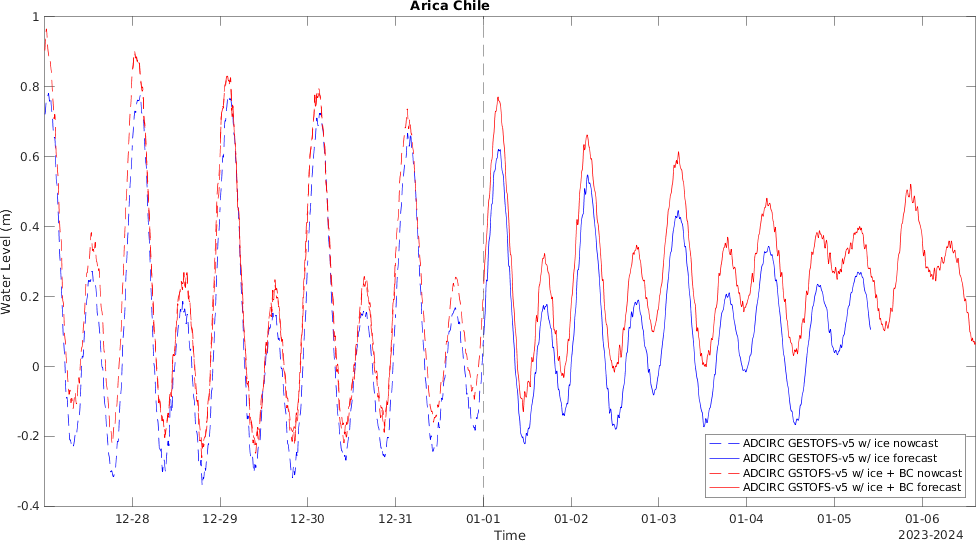 Arica Chile
1
0.8
0.6
0.4
0.2
0
-0.2
-0.4
Water Level (m)
12-28 12-29 12-30 12-31 01-01 01-02 01-03 01-04 01-05 01-06
Time
2023-2024
ADCIRC GESTOFS-v5 w/ ice nowcast
ADCIRC GESTOFS-v5 w/ ice forecast
ADCIRC GSTOFS-v5 w/ ice + BC nowcast
ADCIRC GSTOFS-v5 w/ ice + BC forecast